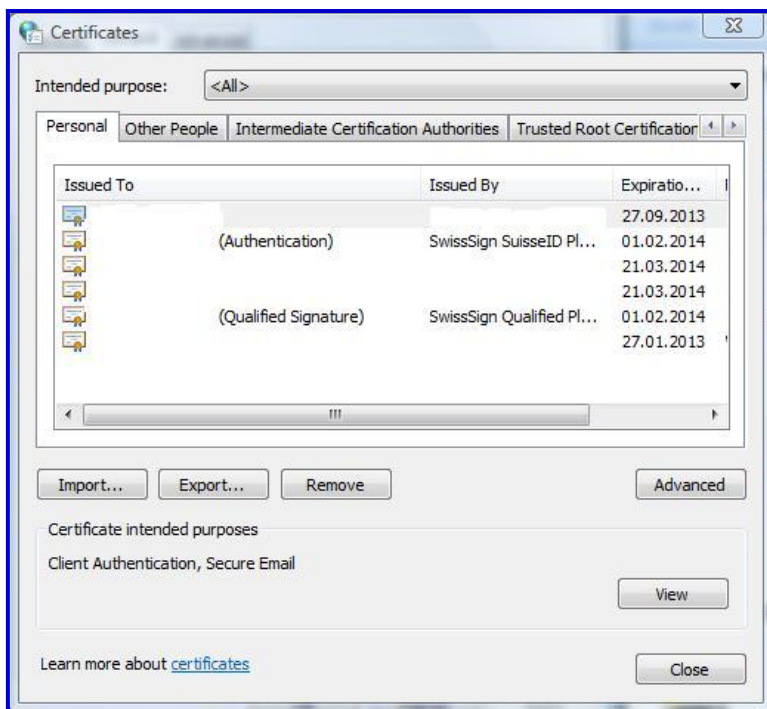 Certificates
Intended purpose: <All>
Personal Other People Intermediate Certification Authorities Trusted Root Certification
Issued To Issued By Expiratio...
27.09.2013
(Authentication) SwissSign SuisseID Pl... 01.02.2014
21.03.2014
21.03.2014
(Qualified Signature) SwissSign Qualified Pl... 01.02.2014
27.01.2013
Import... Export... Remove Advanced
Certificate intended purposes
Client Authentication, Secure Email
View
Learn more about certificates
Close